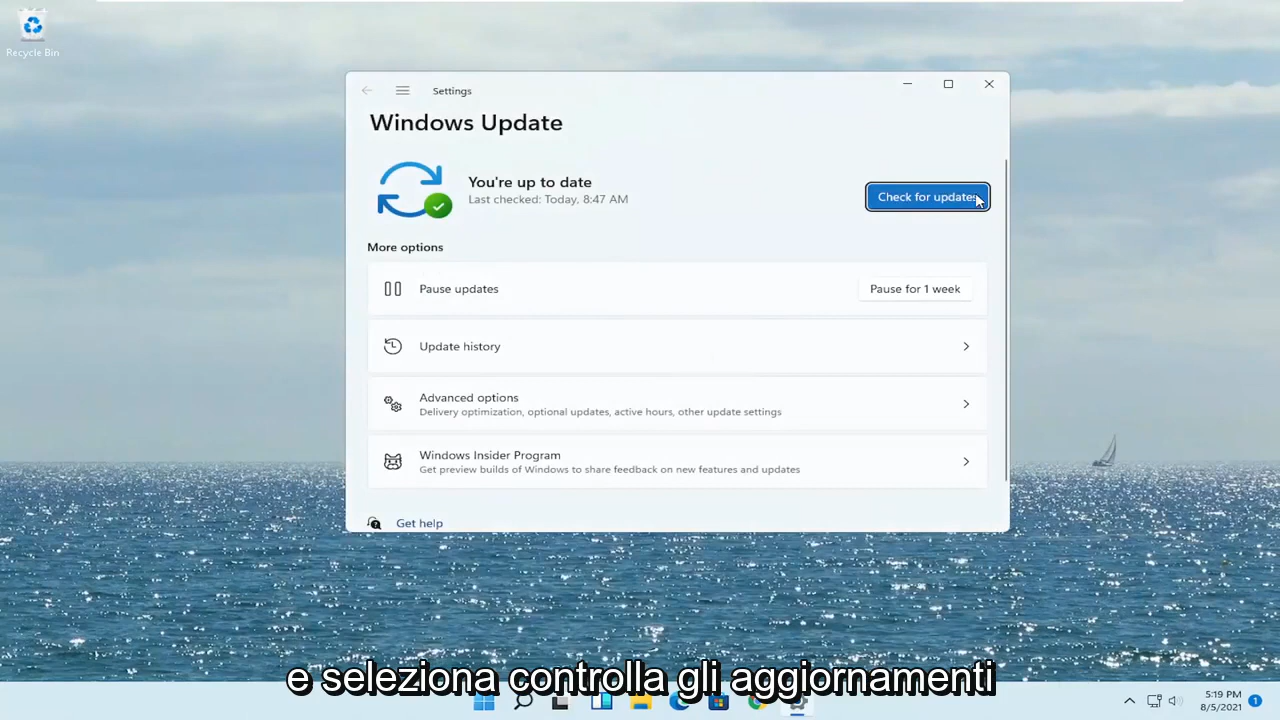 Recycle Bin
Settings
Windows Update
You're up to date
Last checked: Today, 8:47 AM
Check for updates
More options
Pause updates
Pause for 1 week
Update history
Advanced options
Delivery optimization, optional updates, active hours, other update settings
Windows Insider Program
Get preview builds of Windows to share feedback on new features and updates
Get help
e seleziona controlla gli aggiornamenti
5:19 PM
8/5/2021
1